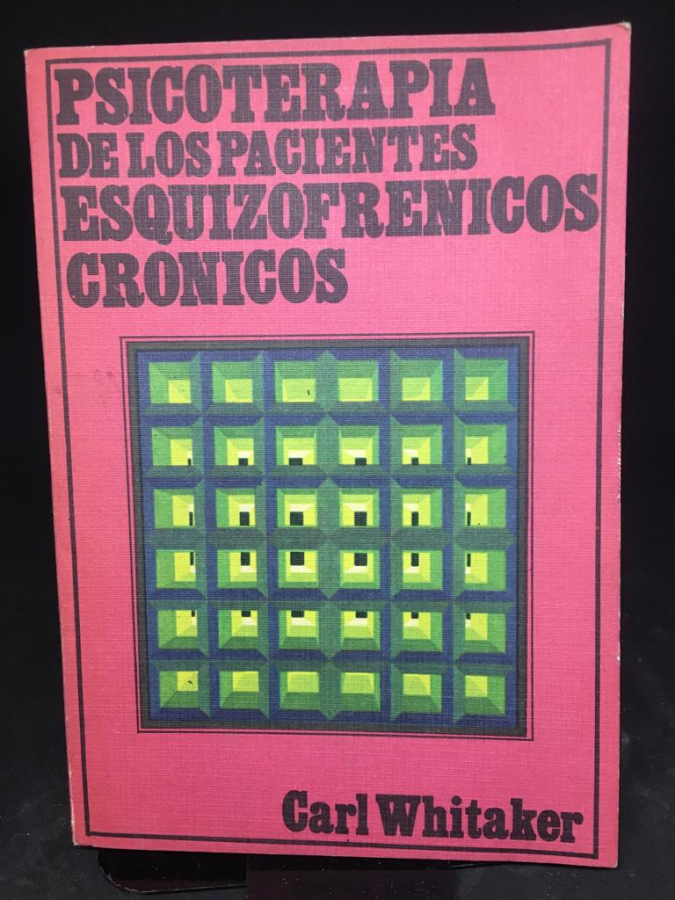 PSICOTERAPIA
DE LOS PACIENTES
ESQUIZOFRENICOS
CRONICOS
Carl Whitaker